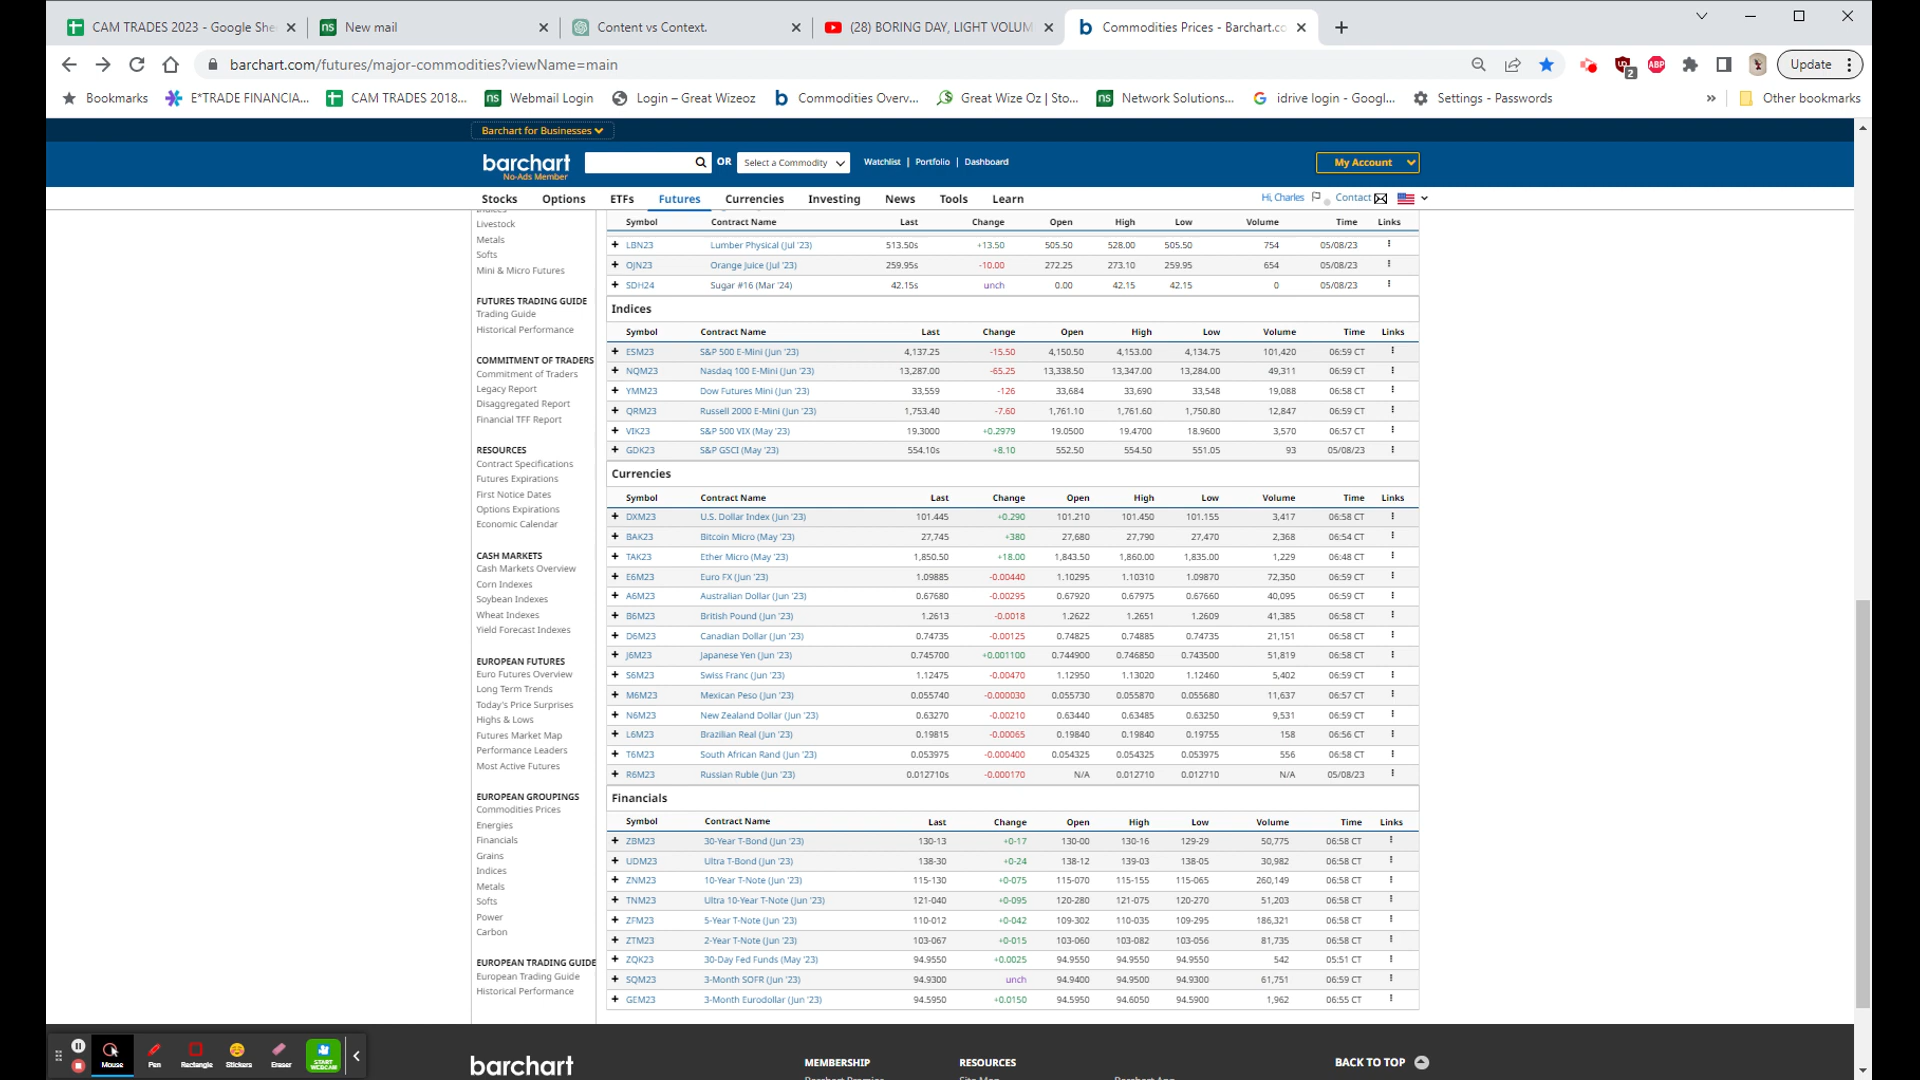 CAM TRADES 2023 - Google She
New mail
Content vs Context.
(28) BORING DAY, LIGHT VOLUM
Commodities Prices - Barchart.co
barchart.com/futures/major-commodities?viewName=main
2
ABP
Update
Bookmarks
E*TRADE FINANCIA...
CAM TRADES 2018...
ns Webmail Login
Login – Great Wizeoz
b Commodities Overv...
Great Wize Oz | Sto...
ns Network Solutions...
G idrive login - Googl...
Settings - Passwords
»
Other bookmarks
Barchart for Businesses
barchart
No-Ads Member
OR
Select a Commodity
Watchlist | Portfolio | Dashboard
My Account
Stocks Options ETFs Futures Currencies Investing News Tools Learn
Hi, Charles
Contact
Indices
Livestock
Metals
Softs
Mini & Micro Futures
FUTURES TRADING GUIDE
Trading Guide
Historical Performance
COMMITMENT OF TRADERS
Commitment of Traders
Legacy Report
Disaggregated Report
Financial TFF Report
RESOURCES
Contract Specifications
Futures Expirations
First Notice Dates
Options Expirations
Economic Calendar
CASH MARKETS
Cash Markets Overview
Corn Indexes
Soybean Indexes
Wheat Indexes
Yield Forecast Indexes
EUROPEAN FUTURES
Euro Futures Overview
Long Term Trends
Today's Price Surprises
Highs & Lows
Futures Market Map
Performance Leaders
Most Active Futures
EUROPEAN GROUPINGS
Commodities Prices
Energies
Financials
Grains
Indices
Metals
Softs
Power
Carbon
EUROPEAN TRADING GUIDE
European Trading Guide
Historical Performance
Symbol Contract Name Last Change Open High Low Volume Time Links
+ LBN23 Lumber Physical (Jul '23) 513.50s +13.50 505.50 528.00 505.50 754 05/08/23
+ OJN23 Orange Juice (Jul '23) 259.95s -10.00 272.25 273.10 259.95 654 05/08/23
+ SDH24 Sugar #16 (Mar '24) 42.15s unch 0.00 42.15 42.15 0 05/08/23
Indices
Symbol Contract Name Last Change Open High Low Volume Time Links
+ ESM23 S&P 500 E-Mini (Jun '23) 4,137.25 -15.50 4,150.50 4,153.00 4,134.75 101,420 06:59 CT
+ NQM23 Nasdaq 100 E-Mini (Jun '23) 13,287.00 -65.25 13,338.50 13,347.00 13,284.00 49,311 06:59 CT
+ YMM23 Dow Futures Mini (Jun '23) 33,559 -126 33,684 33,690 33,548 19,088 06:58 CT
+ QRM23 Russell 2000 E-Mini (Jun '23) 1,753.40 -7.60 1,761.10 1,761.60 1,750.80 12,847 06:59 CT
+ VIK23 S&P 500 VIX (May '23) 19.3000 +0.2979 19.0500 19.4700 18.9600 3,570 06:57 CT
+ GDK23 S&P GSCI (May '23) 554.10s +8.10 552.50 554.50 551.05 93 05/08/23
Currencies
Symbol Contract Name Last Change Open High Low Volume Time Links
+ DXM23 U.S. Dollar Index (Jun '23) 101.445 +0.290 101.210 101.450 101.155 3,417 06:58 CT
+ BAK23 Bitcoin Micro (May '23) 27,745 +380 27,680 27,790 27,470 2,368 06:54 CT
+ TAK23 Ether Micro (May '23) 1,850.50 +18.00 1,843.50 1,860.00 1,835.00 1,229 06:48 CT
+ E6M23 Euro FX (Jun '23) 1.09885 -0.00440 1.10295 1.10310 1.09870 72,350 06:59 CT
+ A6M23 Australian Dollar (Jun '23) 0.67680 -0.00295 0.67920 0.67975 0.67660 40,095 06:59 CT
+ B6M23 British Pound (Jun '23) 1.2613 -0.0018 1.2622 1.2651 1.2609 41,385 06:58 CT
+ D6M23 Canadian Dollar (Jun '23) 0.74735 -0.00125 0.74825 0.74885 0.74735 21,151 06:58 CT
+ J6M23 Japanese Yen (Jun '23) 0.745700 +0.001100 0.744900 0.746850 0.743500 51,819 06:58 CT
+ S6M23 Swiss Franc (Jun '23) 1.12475 -0.00470 1.12950 1.13020 1.12460 5,402 06:59 CT
+ M6M23 Mexican Peso (Jun '23) 0.055740 -0.000030 0.055730 0.055870 0.055680 11,637 06:57 CT
+ N6M23 New Zealand Dollar (Jun '23) 0.63270 -0.00210 0.63440 0.63485 0.63250 9,531 06:59 CT
+ L6M23 Brazilian Real (Jun '23) 0.19815 -0.00065 0.19840 0.19840 0.19755 158 06:56 CT
+ T6M23 South African Rand (Jun '23) 0.053975 -0.000400 0.054325 0.054325 0.053975 556 06:58 CT
+ R6M23 Russian Ruble (Jun '23) 0.012710s -0.000170 N/A 0.012710 0.012710 N/A 05/08/23
Financials
Symbol Contract Name Last Change Open High Low Volume Time Links
+ ZBM23 30-Year T-Bond (Jun '23) 130-13 +0-17 130-00 130-16 129-29 50,775 06:58 CT
+ UDM23 Ultra T-Bond (Jun '23) 138-30 +0-24 138-12 139-03 138-05 30,982 06:58 CT
+ ZNM23 10-Year T-Note (Jun '23) 115-130 +0-075 115-070 115-155 115-065 260,149 06:58 CT
+ TNM23 Ultra 10-Year T-Note (Jun '23) 121-040 +0-095 120-280 121-075 120-270 51,203 06:58 CT
+ ZFM23 5-Year T-Note (Jun '23) 110-012 +0-042 109-302 110-035 109-295 186,321 06:58 CT
+ ZTM23 2-Year T-Note (Jun '23) 103-067 +0-015 103-060 103-082 103-056 81,735 06:58 CT
+ ZQK23 30-Day Fed Funds (May '23) 94.9550 +0.0025 94.9550 94.9550 94.9550 542 05:51 CT
+ SQM23 3-Month SOFR (Jun '23) 94.9300 unch 94.9400 94.9500 94.9300 61,751 06:59 CT
+ GEM23 3-Month Eurodollar (Jun '23) 94.5950 +0.0150 94.5950 94.6050 94.5900 1,962 06:55 CT
Mouse
Pen
Rectangle
Stickers
Eraser
START WEBCAM
barchart
MEMBERSHIP
Barchart Premier
RESOURCES
Site Map
Barchart App
BACK TO TOP